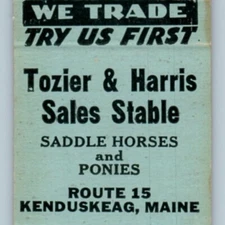 WE TRADE
TRY US FIRST
Tozier & Harris
Sales Stable
SADDLE HORSES
and
PONIES
ROUTE 15
KENDUSKEAG, MAINE